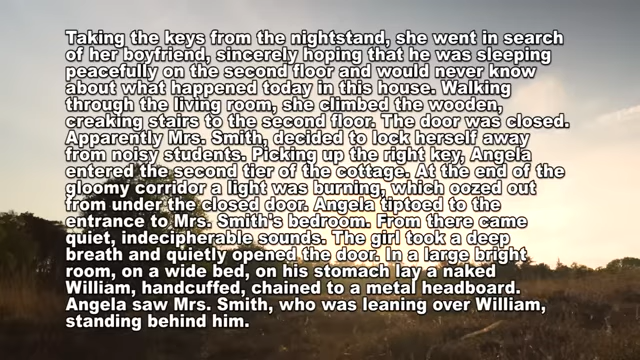 Taking the keys from the nightstand, she went in search
of her boyfriend, sincerely hoping that he was sleeping
peacefully on the second floor and would never know
about what happened today in this house. Walking
through the living room, she climbed the wooden,
creaking stairs to the second floor. The door was closed.
Apparently Mrs. Smith, decided to lock herself away
from noisy students. Picking up the right key, Angela
entered the second tier of the cottage. At the end of the
gloomy corridor a light was burning, which oozed out
from under the closed door. Angela tiptoed to the
entrance to Mrs. Smith's bedroom. From there came
quiet, indecipherable sounds. The girl took a deep
breath and quietly opened the door. In a large bright
room, on a wide bed, on his stomach lay a naked
William, handcuffed, chained to a metal headboard.
Angela saw Mrs. Smith, who was leaning over William,
standing behind him.